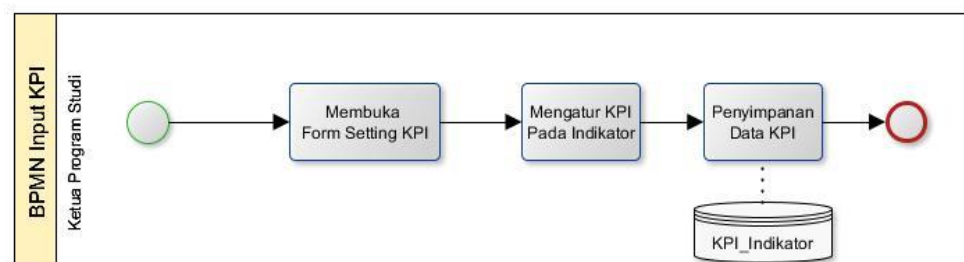 BPMN Input KPI
Ketua Program Studi
Membuka
Form Setting KPI
Mengatur KPI
Pada Indikator
Penyimpanan
Data KPI
KPI_Indikator